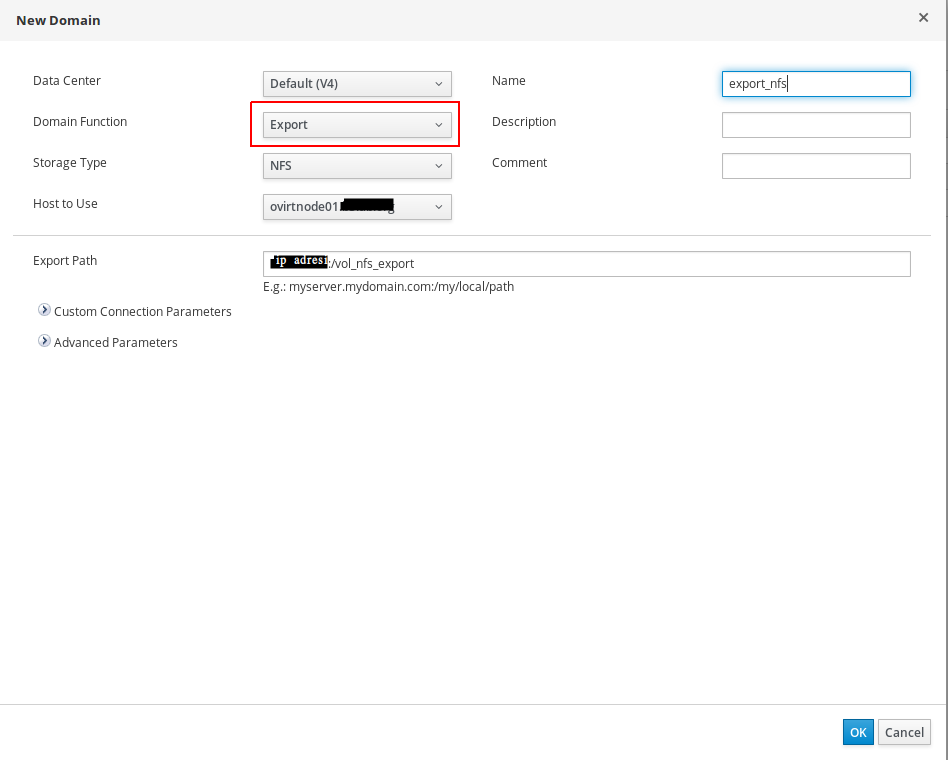 New Domain
Data Center Default (V4) Name export_nfs
Domain Function Export Description
Storage Type NFS Comment
Host to Use ovirtnode01
Export Path ip adresi:/vol_nfs_export
E.g.: myserver.mydomain.com:/my/local/path
Custom Connection Parameters
Advanced Parameters
OK Cancel